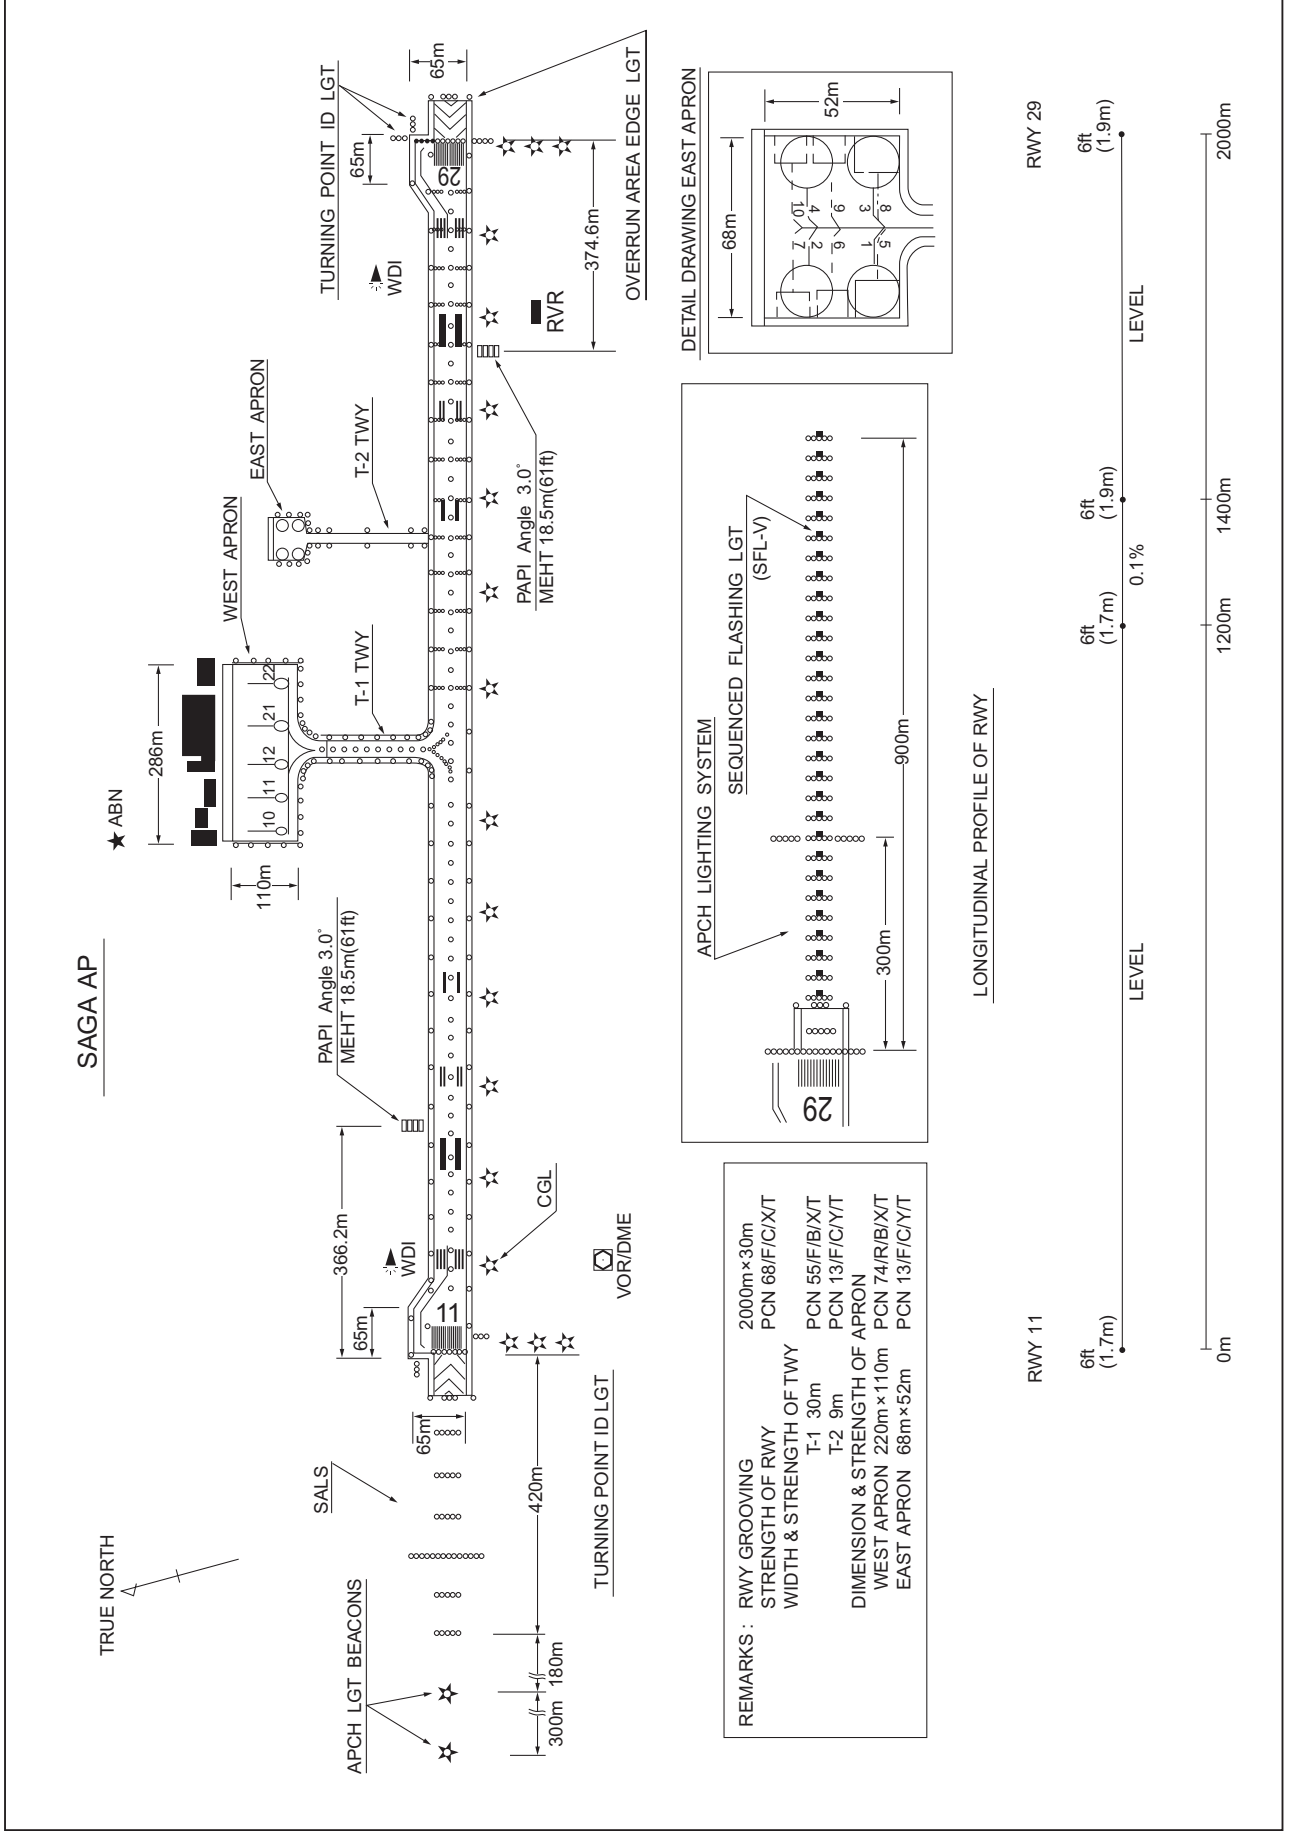 SAGA AP
TRUE NORTH
ABN
286m
110m
10
11
12
21
22
WEST APRON
EAST APRON
T-1 TWY
T-2 TWY
TURNING POINT ID LGT
65m
65m
WDI
29
RVR
374.6m
OVERRUN AREA EDGE LGT
PAPI Angle 3.0°
MEHT 18.5m(61ft)
PAPI Angle 3.0°
MEHT 18.5m(61ft)
366.2m
65m
WDI
11
CGL
VOR/DME
65m
SALS
APCH LGT BEACONS
420m
180m
300m
TURNING POINT ID LGT
REMARKS : RWY GROOVING 2000m×30m
STRENGTH OF RWY PCN 68/F/C/X/T
WIDTH & STRENGTH OF TWY
T-1 30m PCN 55/F/B/X/T
T-2 9m PCN 13/F/C/Y/T
DIMENSION & STRENGTH OF APRON
WEST APRON 220m×110m PCN 74/R/B/X/T
EAST APRON 68m×52m PCN 13/F/C/Y/T
APCH LIGHTING SYSTEM
SEQUENCED FLASHING LGT
(SFL-V)
29
300m
900m
DETAIL DRAWING EAST APRON
68m
52m
7 10
2 4
6 9
1 3
5 8
LONGITUDINAL PROFILE OF RWY
RWY 11
RWY 29
6ft
(1.7m)
6ft
(1.7m)
6ft
(1.9m)
6ft
(1.9m)
LEVEL
0.1%
LEVEL
0m
1200m
1400m
2000m